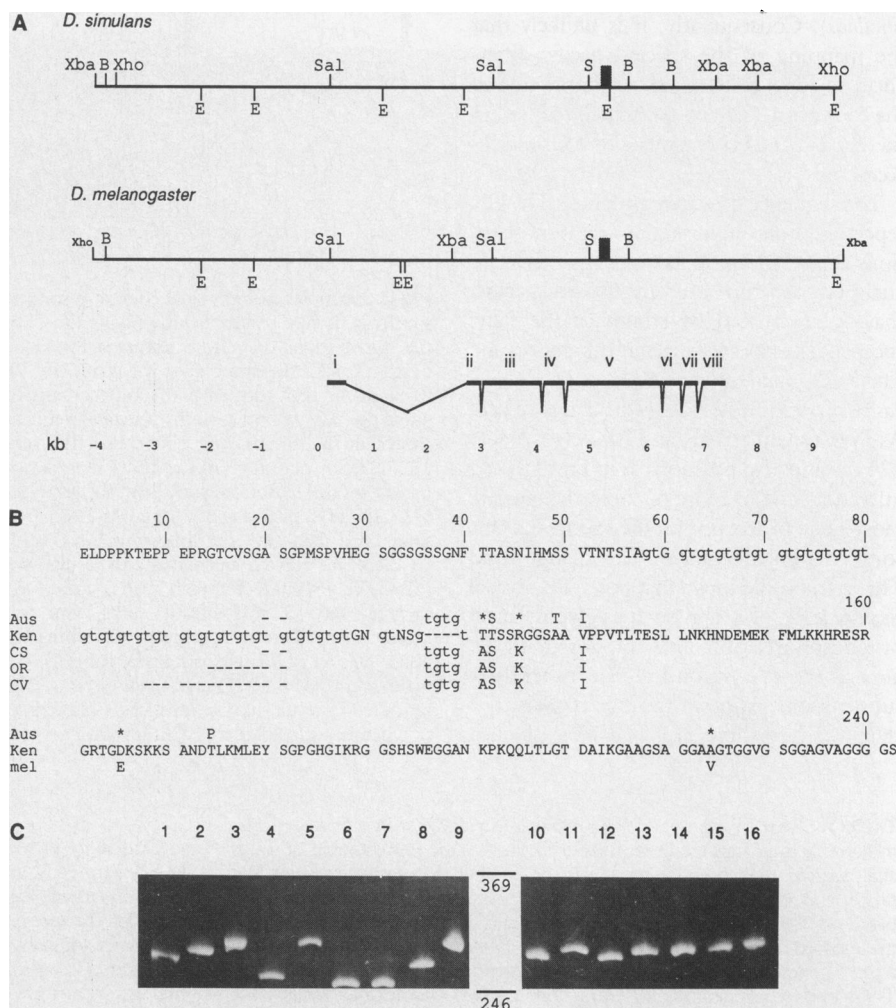 A
D. simulans
Xba B Xho Sal Sal S B B Xba Xba Xho
E E E E E E
D. melanogaster
Xho B Sal Xba Sal S B Xba
E E EE E
i ii iii iv v vi vii viii
kb -4 -3 -2 -1 0 1 2 3 4 5 6 7 8 9
B
10 20 30 40 50 60 70 80
ELDPPKTEPP EPRGTCVSGA SGPMSPVHEG SGGSGSSGNF TTASNIHMSS VTNTSIAgtG gtgtgtgtgt gtgtgtgtgt
160
Aus - - tgtg * * T I
Ken gtgtgtgtgt gtgtgtgtgt gtgtgtgtGN gtNSg----t TTSSRGGSAA VPPVTLTESL LNKHNDEMEK FMLKKHRESR
CS - - tgtg AS K I
OR ------- - tgtg AS K I
CV ------------- - tgtg AS K I
240
Aus * P *
Ken GRTGDKSKKS ANDTLKMLEY SGPGHGIKRG GSHSWEGGAN KPKQQLTLGT DAIKGAAGSA GGAAGTGGVG SGGAGVAGGG GS
mel E V
C
1 2 3 4 5 6 7 8 9 10 11 12 13 14 15 16
369
246